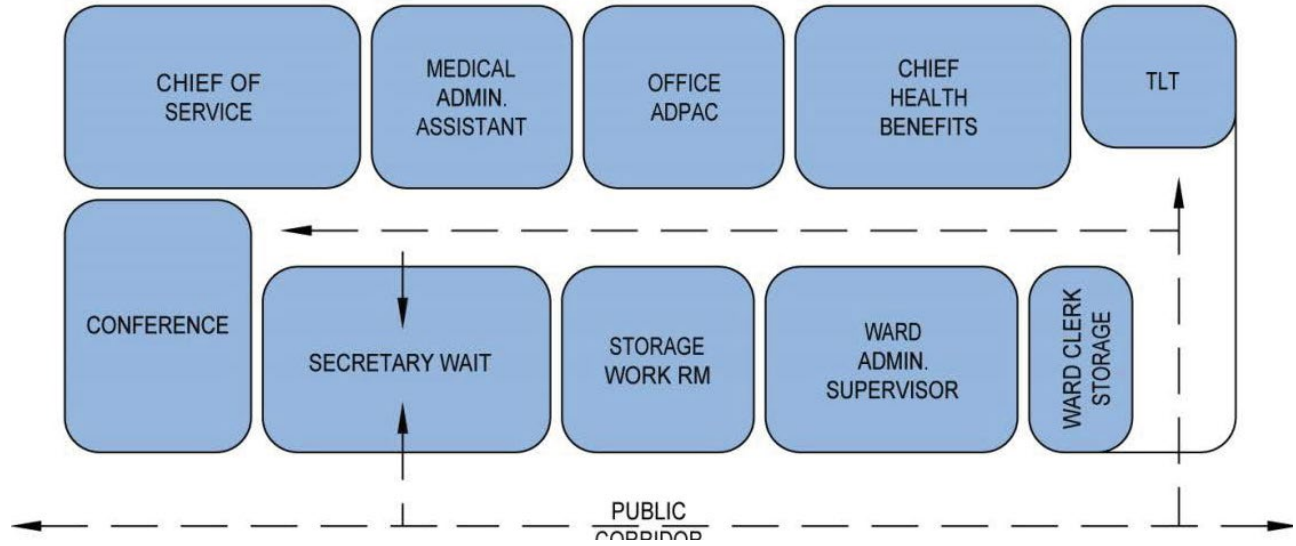 CHIEF OF
SERVICE
MEDICAL
ADMIN.
ASSISTANT
OFFICE
ADPAC
CHIEF
HEALTH
BENEFITS
TLT
CONFERENCE
SECRETARY WAIT
STORAGE
WORK RM
WARD
ADMIN.
SUPERVISOR
WARD CLERK
STORAGE
PUBLIC
CORRIDOR